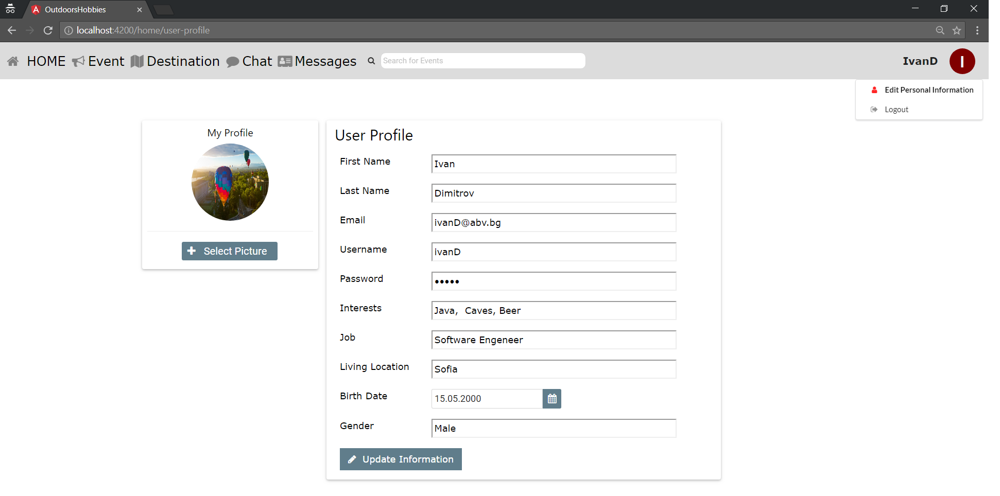 OutdoorsHobbies
localhost:4200/home/user-profile
HOME Event Destination Chat Messages Search for Events IvanD I
Edit Personal Information
Logout
My Profile
Select Picture
User Profile
First Name Ivan
Last Name Dimitrov
Email ivanD@abv.bg
Username ivanD
Password •••••
Interests Java,  Caves, Beer
Job Software Engeneer
Living Location Sofia
Birth Date 15.05.2000
Gender Male
Update Information